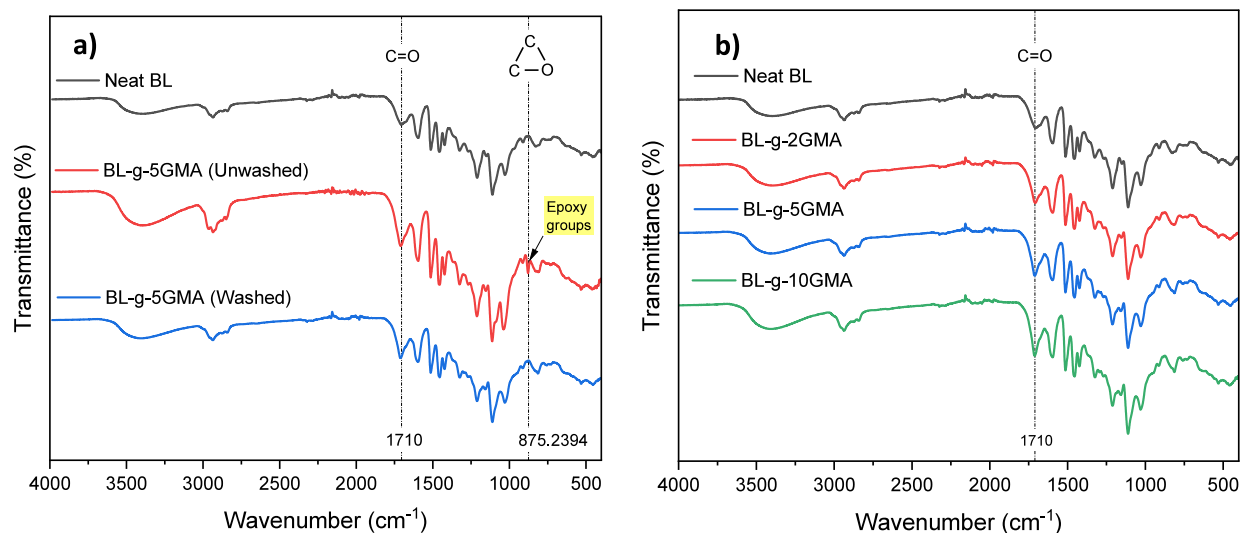 a)
C=O
C
C
O
Neat BL
BL-g-5GMA (Unwashed)
Epoxy
groups
BL-g-5GMA (Washed)
1710
875.2394
4000 3500 3000 2500 2000 1500 1000 500
Wavenumber (cm⁻¹)
Transmittance (%)
b)
C=O
Neat BL
BL-g-2GMA
BL-g-5GMA
BL-g-10GMA
1710
4000 3500 3000 2500 2000 1500 1000 500
Wavenumber (cm⁻¹)
Transmittance (%)